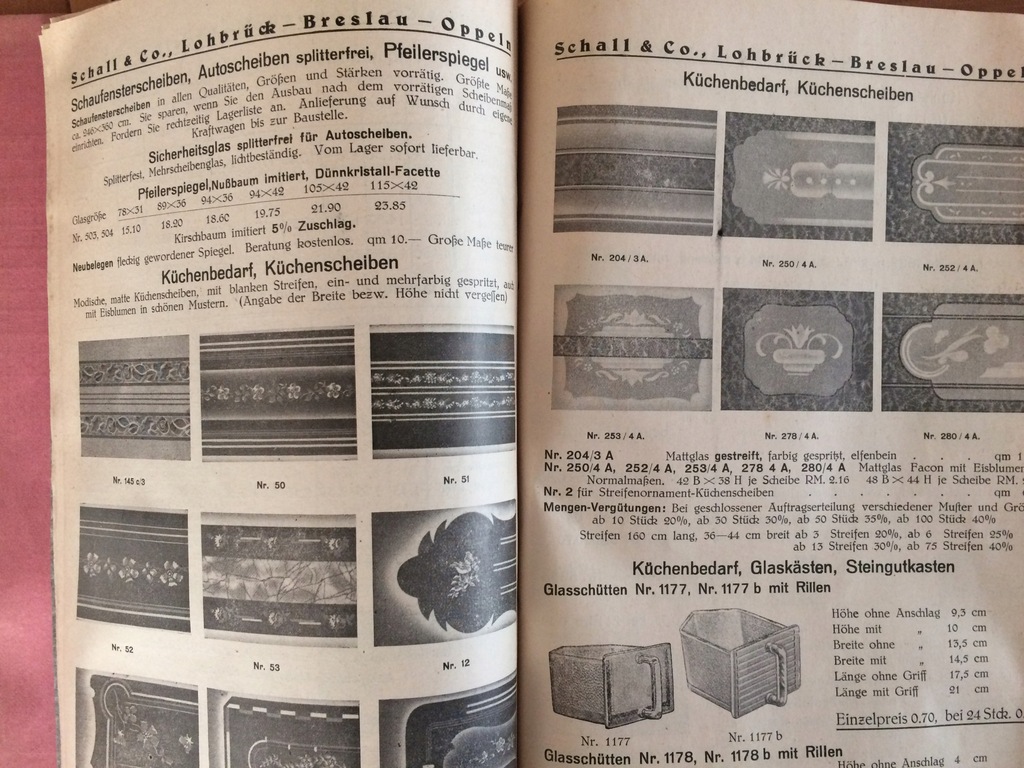 Schall & Co., Lohbrück – Breslau – Oppeln
Schaufensterscheiben, Autoscheiben splitterfrei, Pfeilerspiegel usw.
Schaufensterscheiben in allen Qualitäten, Größen und Stärken vorrätig. Größte Maße
ca. 946×360 cm. Sie sparen, wenn Sie den Ausbau nach dem vorrätigen Scheibenmaß
einrichten. Fordern Sie rechtzeitig Lagerliste an. Anlieferung auf Wunsch durch eigene
Kraftwagen bis zur Baustelle.
Sicherheitsglas splitterfrei für Autoscheiben.
Splitterfest, Mehrscheibenglas, lichtbeständig. Vom Lager sofort lieferbar.
Pfeilerspiegel, Nußbaum imitiert, Dünnkristall-Facette
Glasgröße 78×31 89×36 94×36 94×42 105×42 115×42
Nr. 503, 504 15.10 18.20 18.60 19.75 21.90 23.85
Kirschbaum imitiert 5% Zuschlag.
Neubelegen fleckig gewordener Spiegel. Beratung kostenlos. qm 10.— Große Maße teurer
Küchenbedarf, Küchenscheiben
Modische, matte Küchenscheiben, mit blanken Streifen, ein- und mehrfarbig gespritzt, auch
mit Eisblumen in schönen Mustern. (Angabe der Breite bezw. Höhe nicht vergessen)
Nr. 145 c/3
Nr. 50
Nr. 51
Nr. 52
Nr. 53
Nr. 12
Schall & Co., Lohbrück – Breslau – Oppel
Küchenbedarf, Küchenscheiben
Nr. 204 / 3 A.
Nr. 250 / 4 A.
Nr. 252 / 4 A.
Nr. 253 / 4 A.
Nr. 278 / 4 A.
Nr. 280 / 4 A.
Nr. 204/3 A Mattglas gestreift, farbig gespritzt, elfenbein . . . qm 1
Nr. 250/4 A, 252/4 A, 253/4 A, 278 4 A, 280/4 A Mattglas Facon mit Eisblumen
Normalmaßen. 42 B × 38 H je Scheibe RM. 2.16 48 B × 44 H je Scheibe RM.
Nr. 2 für Streifenornament-Küchenscheiben . . . . . qm
Mengen-Vergütungen: Bei geschlossener Auftragserteilung verschiedener Muster und Grö
ab 10 Stück 20%, ab 30 Stück 30%, ab 50 Stück 35%, ab 100 Stück 40%
Streifen 160 cm lang, 36—44 cm breit ab 3 Streifen 20%, ab 6 Streifen 25%
ab 13 Streifen 30%, ab 75 Streifen 40%
Küchenbedarf, Glaskästen, Steingutkasten
Glasschütten Nr. 1177, Nr. 1177 b mit Rillen
Höhe ohne Anschlag 9,3 cm
Höhe mit „ 10 cm
Breite ohne „ 13,5 cm
Breite mit „ 14,5 cm
Länge ohne Griff 17,5 cm
Länge mit Griff 21 cm
Einzelpreis 0.70, bei 24 Stck. 0.
Nr. 1177
Nr. 1177 b
Glasschütten Nr. 1178, Nr. 1178 b mit Rillen
Höhe ohne Anschlag 4 cm